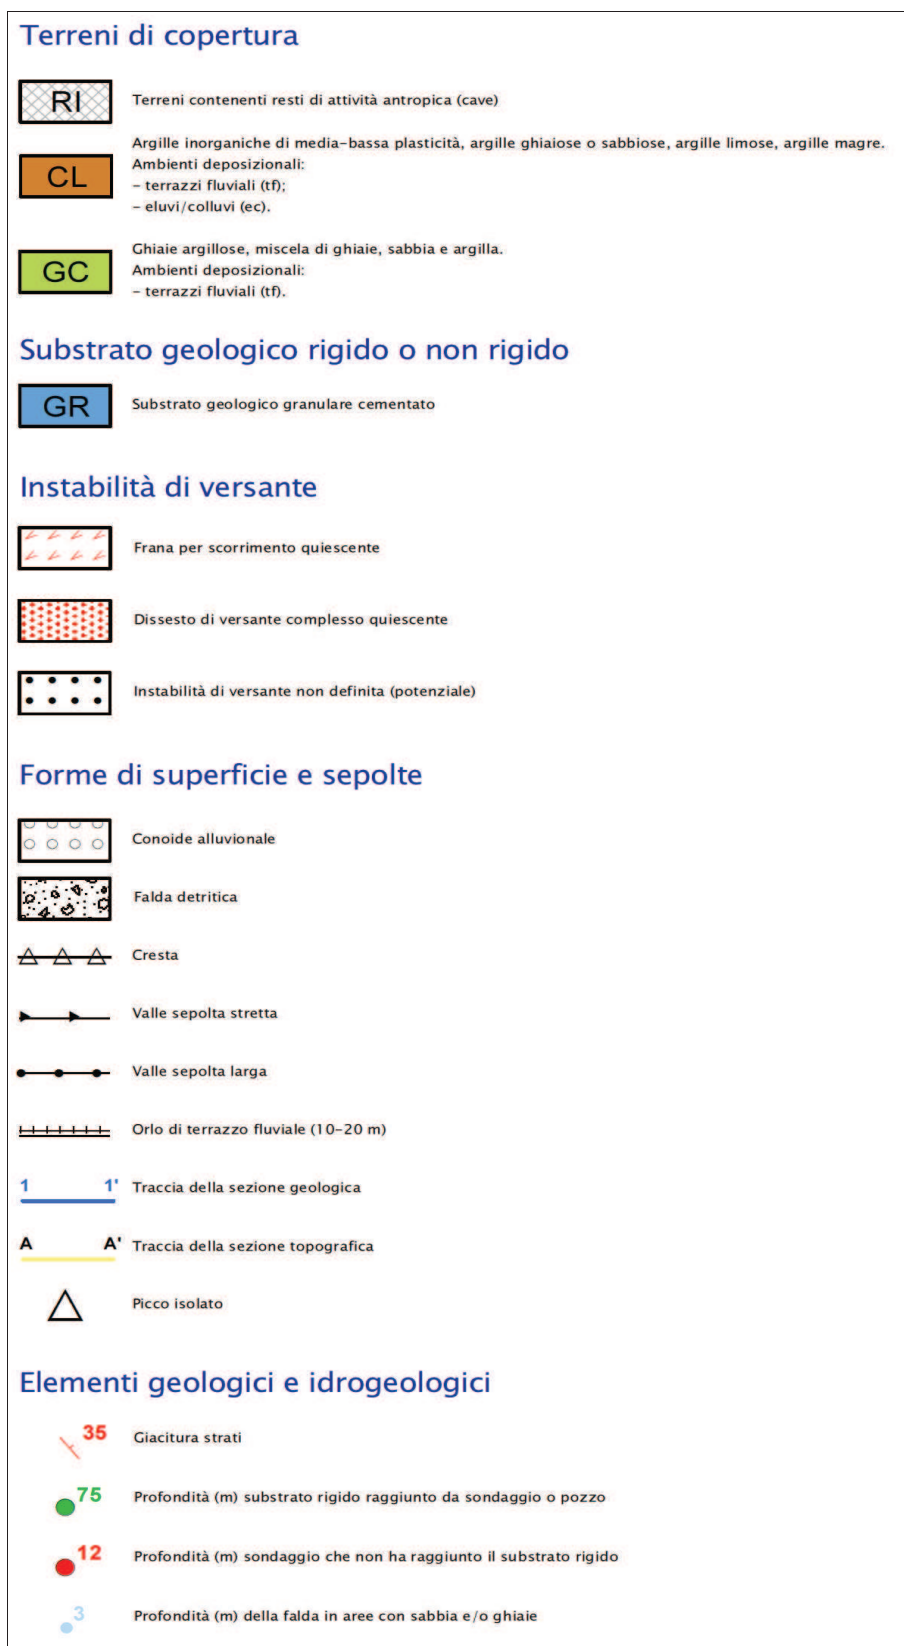 Terreni di copertura
RI
Terreni contenenti resti di attività antropica (cave)
CL
Argille inorganiche di media-bassa plasticità, argille ghiaiose o sabbiose, argille limose, argille magre.
Ambienti deposizionali:
- terrazzi fluviali (tf);
- eluvi/colluvi (ec).
GC
Ghiaie argillose, miscela di ghiaie, sabbia e argilla.
Ambienti deposizionali:
- terrazzi fluviali (tf).
Substrato geologico rigido o non rigido
GR
Substrato geologico granulare cementato
Instabilità di versante
Frana per scorrimento quiescente
Dissesto di versante complesso quiescente
Instabilità di versante non definita (potenziale)
Forme di superficie e sepolte
Conoide alluvionale
Falda detritica
Cresta
Valle sepolta stretta
Valle sepolta larga
Orlo di terrazzo fluviale (10-20 m)
1 1' Traccia della sezione geologica
A A' Traccia della sezione topografica
Picco isolato
Elementi geologici e idrogeologici
35 Giacitura strati
75 Profondità (m) substrato rigido raggiunto da sondaggio o pozzo
12 Profondità (m) sondaggio che non ha raggiunto il substrato rigido
3 Profondità (m) della falda in aree con sabbia e/o ghiaie